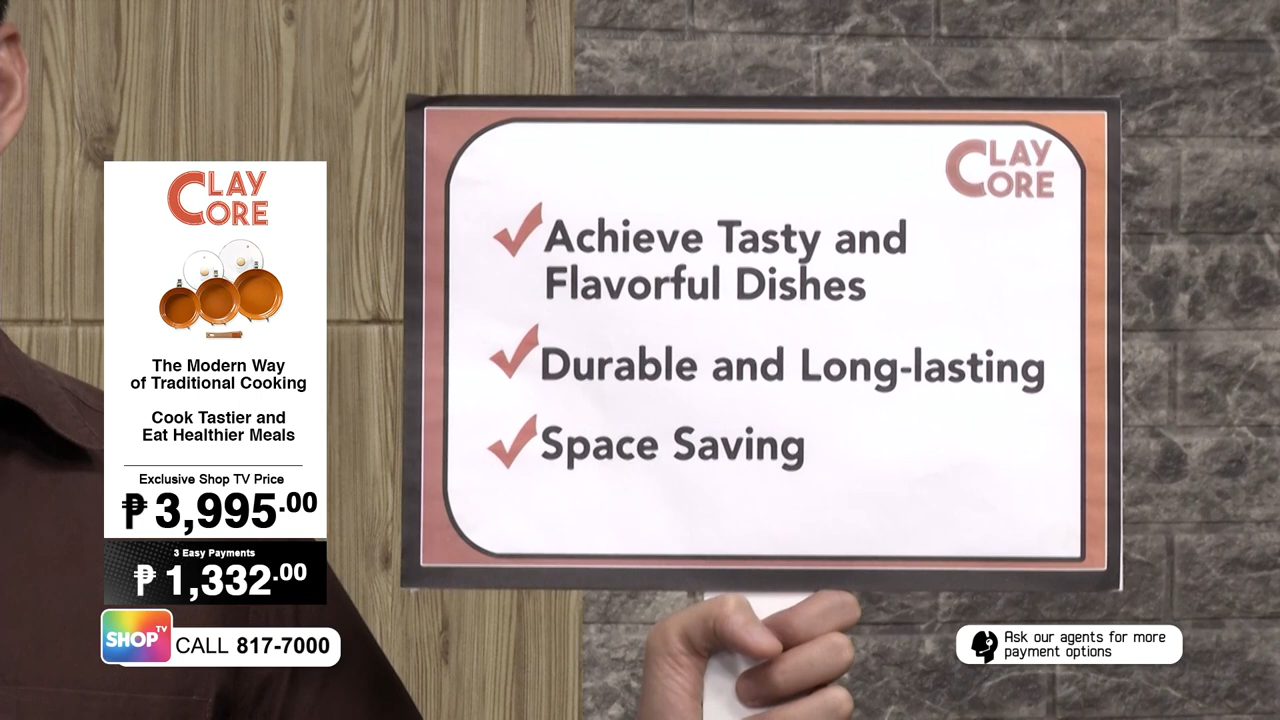 CLAY
CORE
The Modern Way
of Traditional Cooking
Cook Tastier and
Eat Healthier Meals
Exclusive Shop TV Price
₱ 3,995.00
3 Easy Payments
₱ 1,332.00
SHOP TV
CALL 817-7000
CLAY
CORE
Achieve Tasty and
Flavorful Dishes
Durable and Long-lasting
Space Saving
Ask our agents for more
payment options